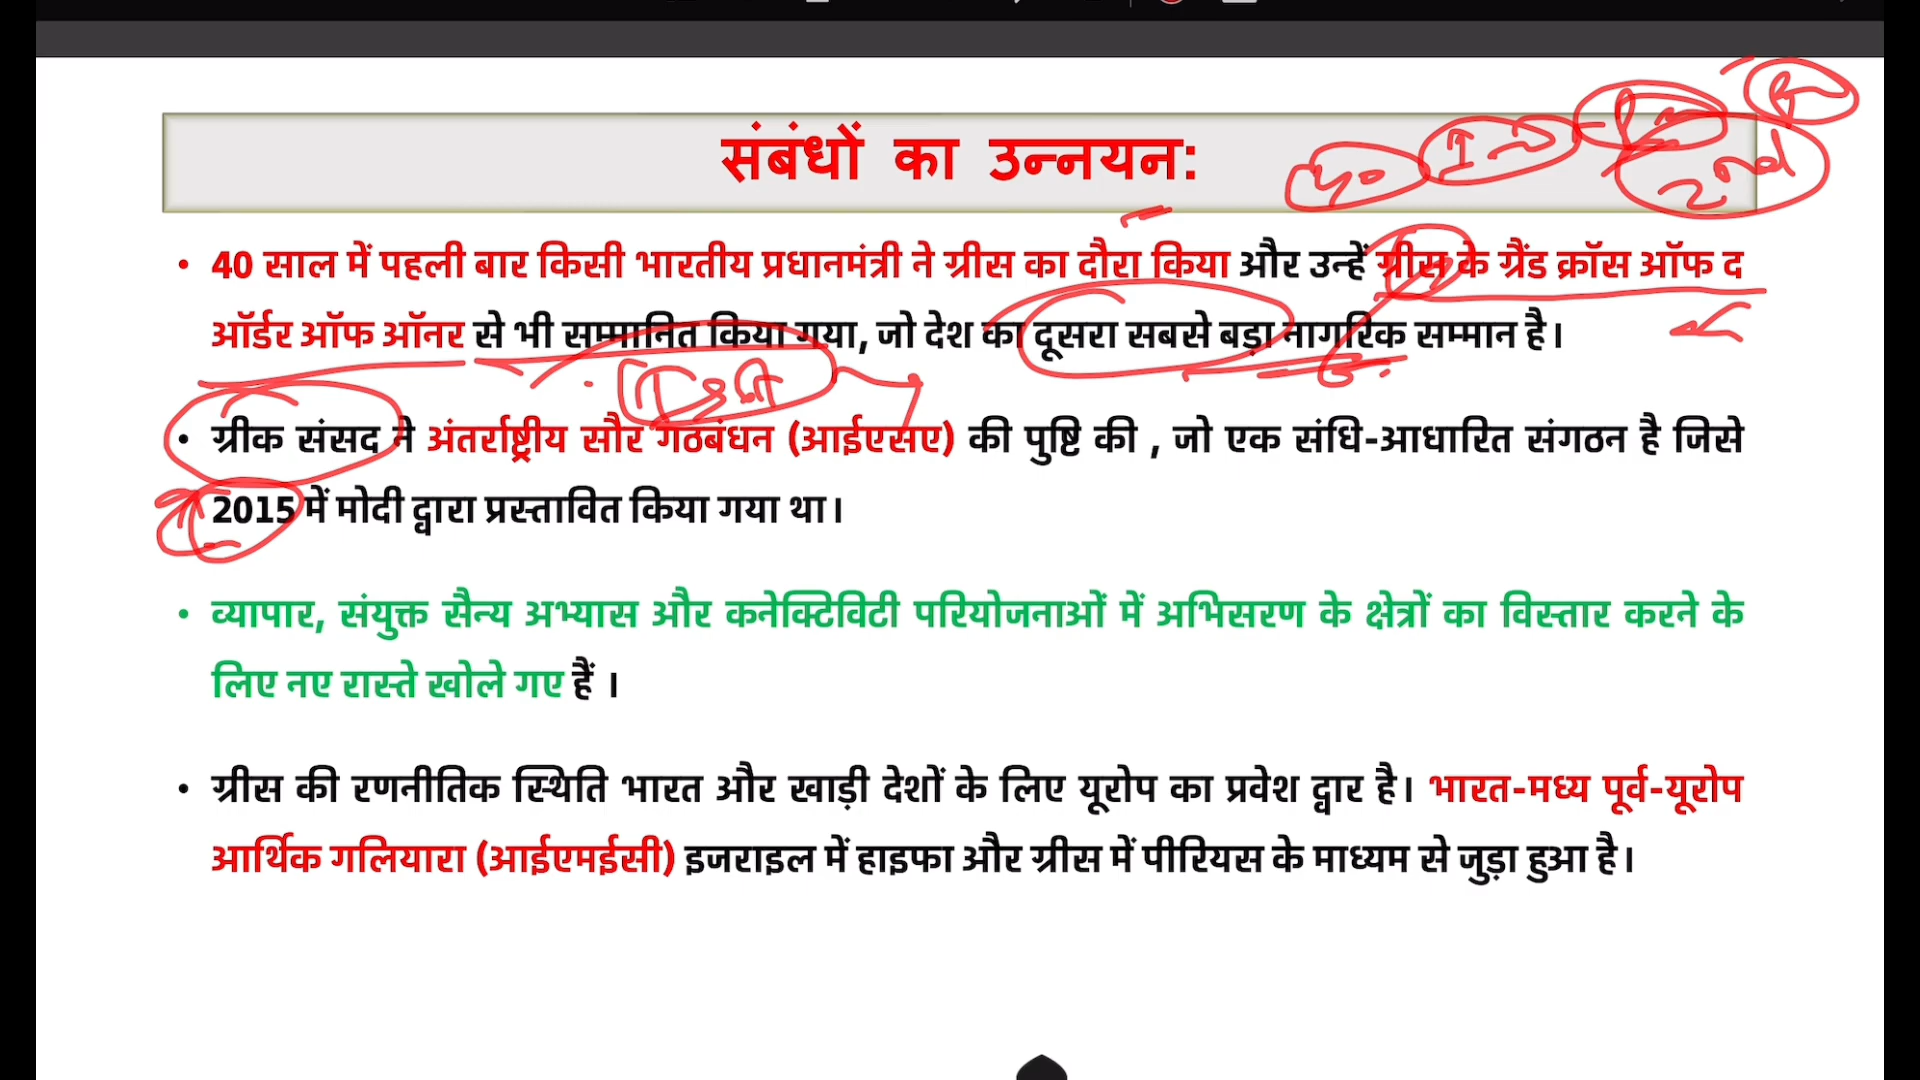 संबंधों का उन्नयन:
40
2nd
• 40 साल में पहली बार किसी भारतीय प्रधानमंत्री ने ग्रीस का दौरा किया और उन्हें ग्रीस के ग्रैंड क्रॉस ऑफ द
ऑर्डर ऑफ ऑनर से भी सम्मानित किया गया, जो देश का दूसरा सबसे बड़ा नागरिक सम्मान है।
• ग्रीक संसद ने अंतर्राष्ट्रीय सौर गठबंधन (आईएसए) की पुष्टि की , जो एक संधि-आधारित संगठन है जिसे
2015 में मोदी द्वारा प्रस्तावित किया गया था।
• व्यापार, संयुक्त सैन्य अभ्यास और कनेक्टिविटी परियोजनाओं में अभिसरण के क्षेत्रों का विस्तार करने के
लिए नए रास्ते खोले गए हैं ।
• ग्रीस की रणनीतिक स्थिति भारत और खाड़ी देशों के लिए यूरोप का प्रवेश द्वार है। भारत-मध्य पूर्व-यूरोप
आर्थिक गलियारा (आईएमईसी) इजराइल में हाइफा और ग्रीस में पीरियस के माध्यम से जुड़ा हुआ है।